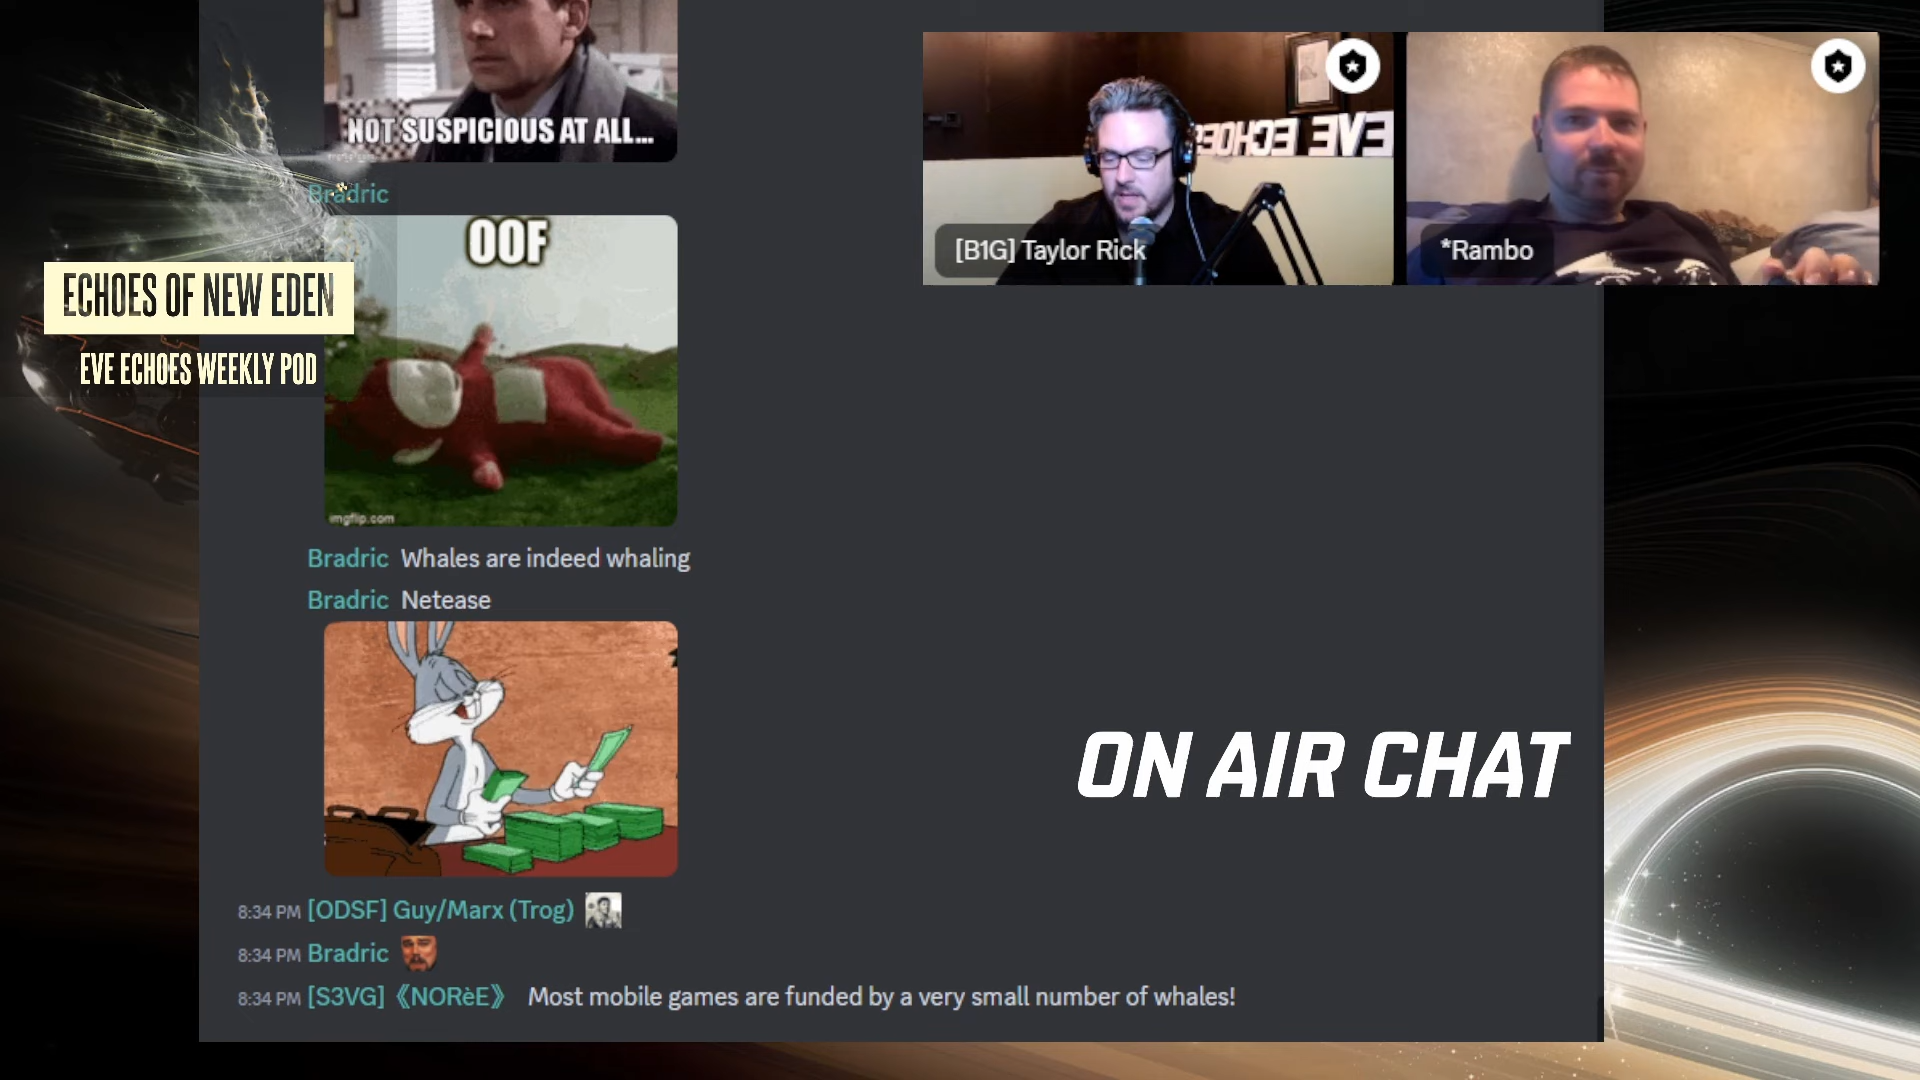 NOT SUSPICIOUS AT ALL...
Bradric
OOF
ECHOES OF NEW EDEN
EVE ECHOES WEEKLY POD
imgflip.com
Bradric Whales are indeed whaling
Bradric Netease
8:34 PM [ODSF] Guy/Marx (Trog)
8:34 PM Bradric
8:34 PM [S3VG] 《NORèE》 Most mobile games are funded by a very small number of whales!
EVE ECHOES
[B1G] Taylor Rick
*Rambo
ON AIR CHAT